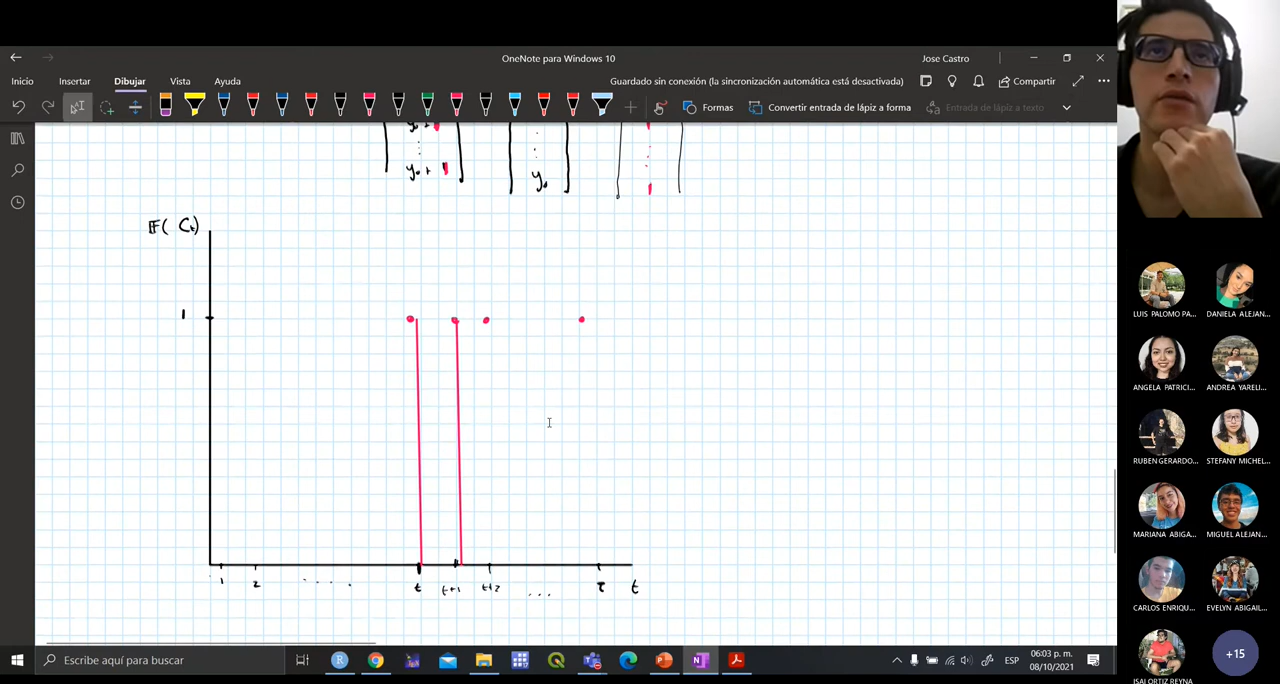 OneNote para Windows 10
Jose Castro
Inicio Insertar Dibujar Vista Ayuda
Guardado sin conexión (la sincronización automática está desactivada)
Compartir
Formas
Convertir entrada de lápiz a forma
Entrada de lápiz a texto
y₀ +
y₀ +
y₀
𝔼( Cₜ)
1
1 2 . . . . t t+1 t+2 ... τ t
LUIS PALOMO PA...
DANIELA ALEJAN...
ANGELA PATRICI...
ANDREA YARELI...
RUBEN GERARDO...
STEFANY MICHEL...
MARIANA ABIGA...
MIGUEL ALEJAN...
CARLOS ENRIQU...
EVELYN ABIGAIL...
ISAI ORTIZ REYNA
+15
Escribe aquí para buscar
ESP
06:03 p. m.
08/10/2021